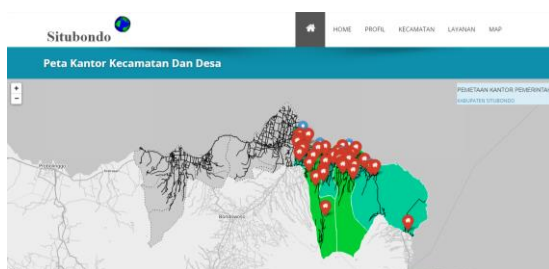 Situbondo
HOME PROFIL KECAMATAN LAYANAN MAP
Peta Kantor Kecamatan Dan Desa
+
-
PEMETAAN KANTOR PEMERINTA
KABUPATEN SITUBONDO